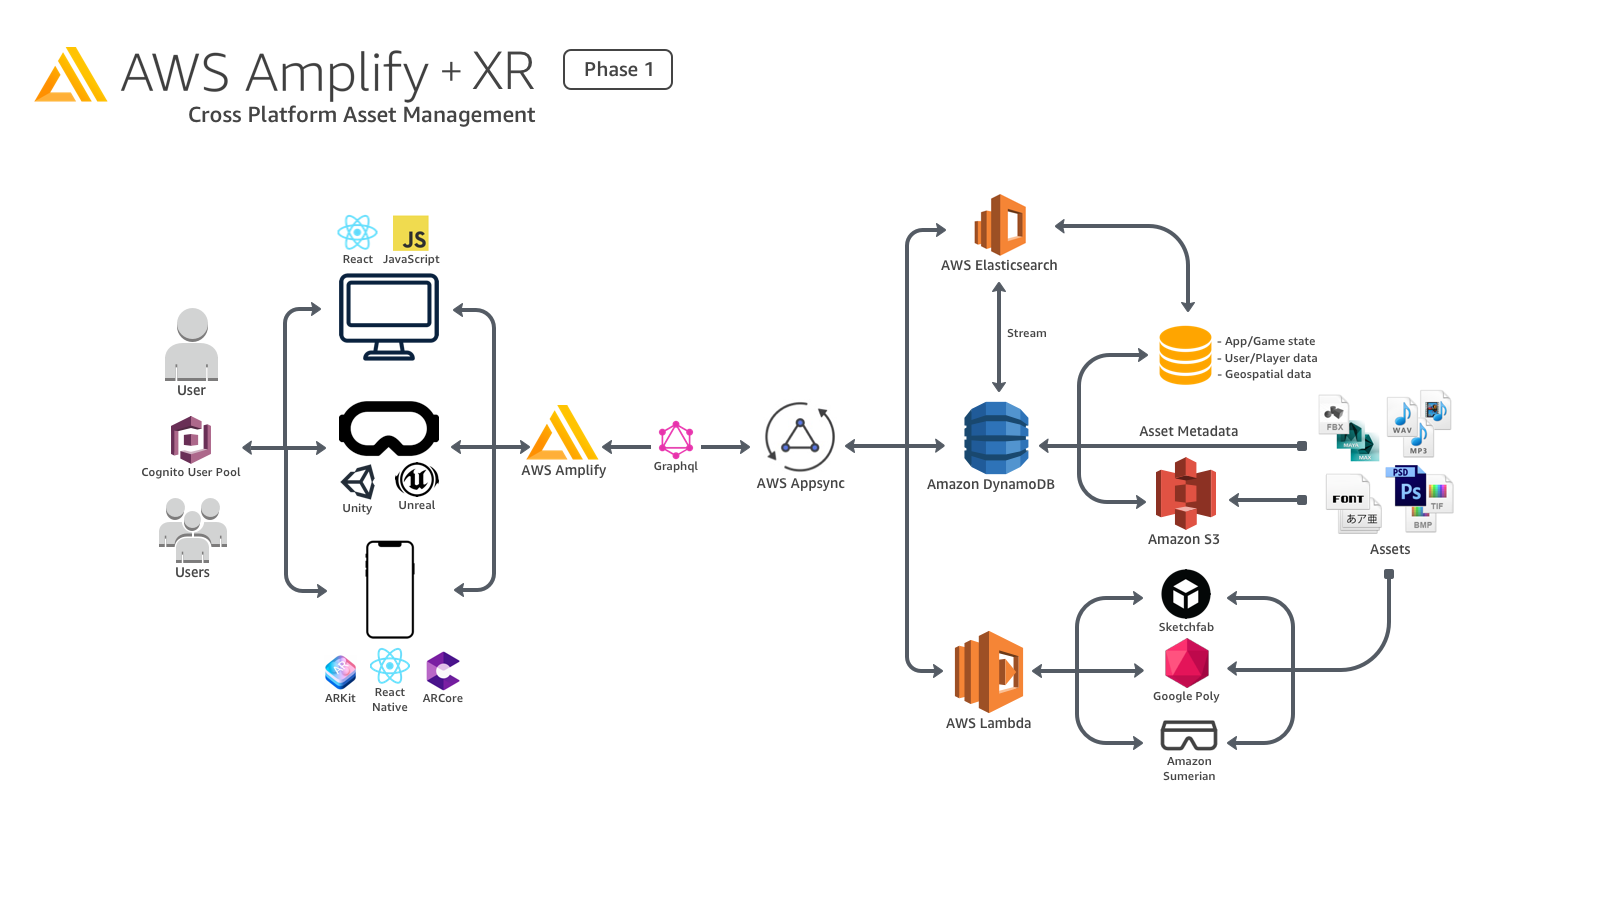 AWS Amplify + XR
Phase 1
Cross Platform Asset Management
JS
React
JavaScript
User
Cognito User Pool
Users
Unity
Unreal
ARKit
React
Native
ARCore
AWS Amplify
Graphql
AWS Appsync
AWS Elasticsearch
Stream
Amazon DynamoDB
AWS Lambda
- App/Game state
- User/Player data
- Geospatial data
Asset Metadata
Amazon S3
FBX
MAYA
MAX
WAV
MP3
FONT
あア亜
PSD
Ps
TIF
BMP
Assets
Sketchfab
Google Poly
Amazon
Sumerian